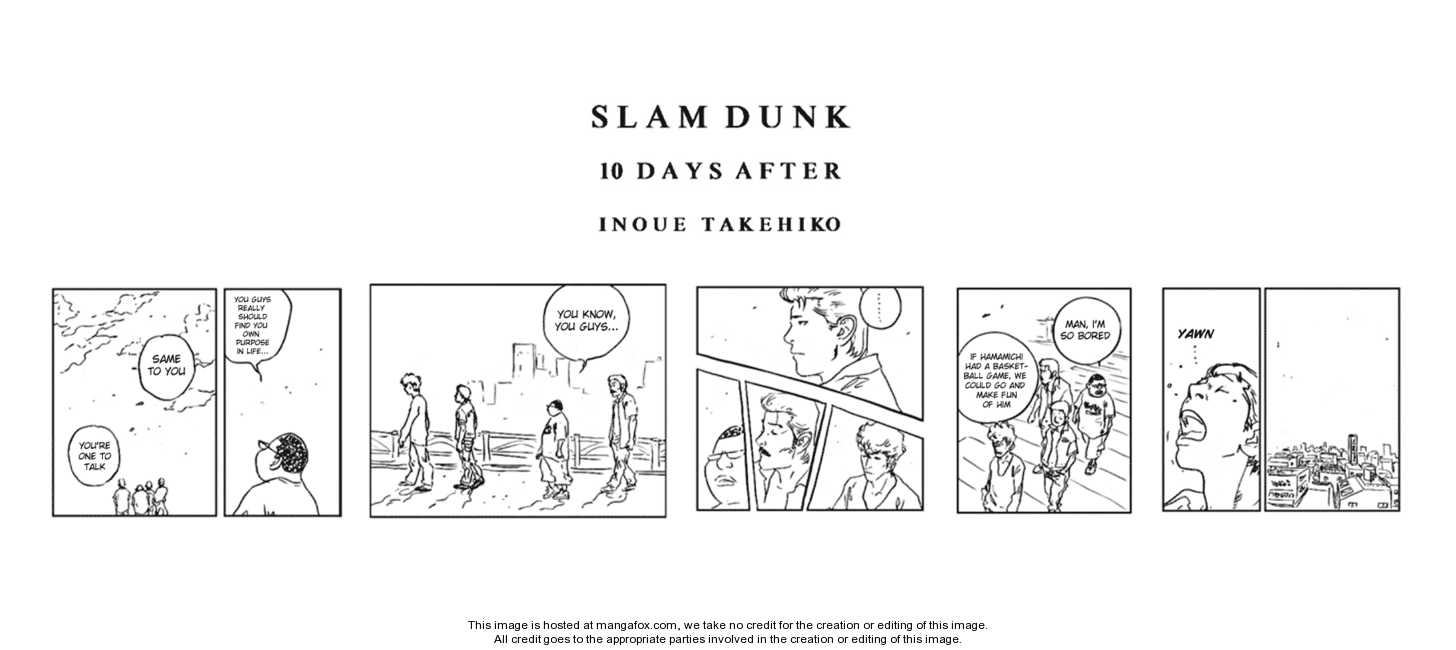 SLAM DUNK
10 DAYS AFTER
INOUE TAKEHIKO
YAWN
MAN, I'M
SO BORED
IF HAMAMICHI
HAD A BASKET-
BALL GAME, WE
COULD GO AND
MAKE FUN
OF HIM
YOU KNOW,
YOU GUYS...
YOU GUYS
REALLY
SHOULD
FIND YOU
OWN
PURPOSE
IN LIFE...
SAME
TO YOU
YOU'RE
ONE TO
TALK
This image is hosted at mangafox.com, we take no credit for the creation or editing of this image.
All credit goes to the appropriate parties involved in the creation or editing of this image.